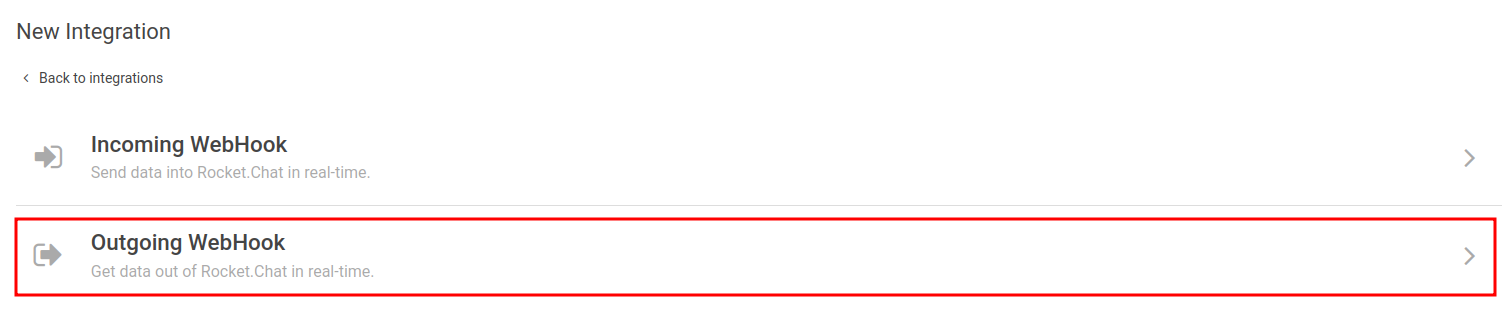 New Integration
Back to integrations
Incoming WebHook
Send data into Rocket.Chat in real-time.
Outgoing WebHook
Get data out of Rocket.Chat in real-time.